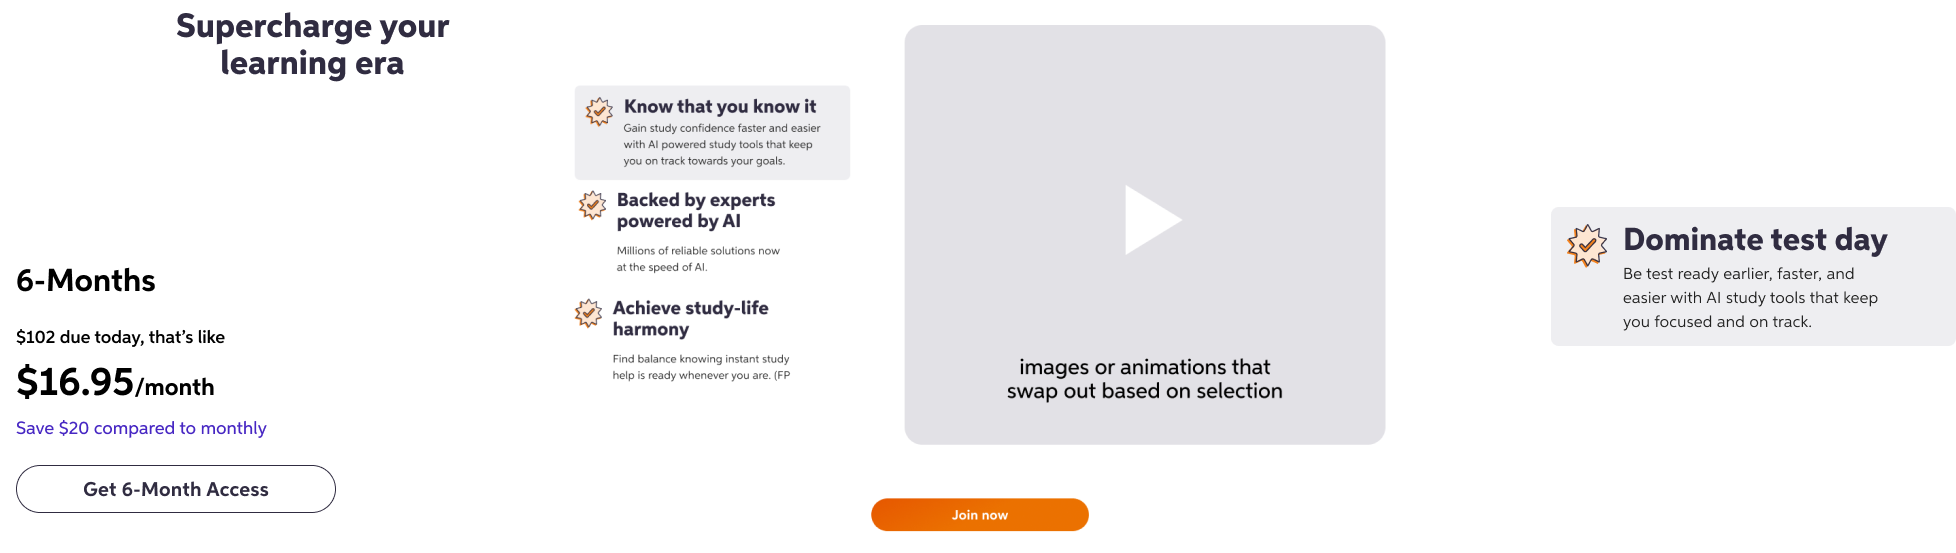 Supercharge your
learning era
6-Months
$102 due today, that's like
$16.95/month
Save $20 compared to monthly
Get 6-Month Access
Know that you know it
Gain study confidence faster and easier
with AI powered study tools that keep
you on track towards your goals.
Backed by experts
powered by AI
Millions of reliable solutions now
at the speed of AI.
Achieve study-life
harmony
Find balance knowing instant study
help is ready whenever you are. (FP
images or animations that
swap out based on selection
Join now
Dominate test day
Be test ready earlier, faster, and
easier with AI study tools that keep
you focused and on track.